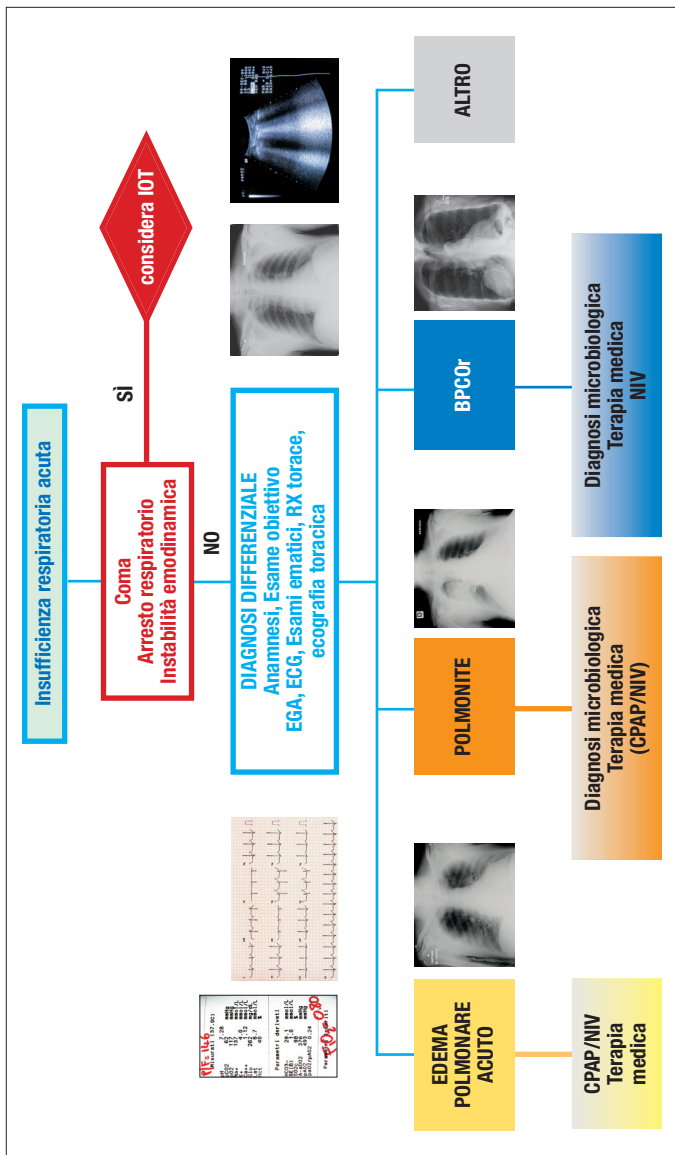 Insufficienza respiratoria acuta
Coma
Arresto respiratorio
Instabilità emodinamica
SÌ
considera IOT
NO
P/F=146
DIAGNOSI DIFFERENZIALE
Anamnesi, Esame obiettivo
EGA, ECG, Esami ematici, RX torace,
ecografia toracica
EDEMA
POLMONARE
ACUTO
POLMONITE
BPCOr
ALTRO
CPAP/NIV
Terapia
medica
Diagnosi microbiologica
Terapia medica
(CPAP/NIV)
Diagnosi microbiologica
Terapia medica
NIV